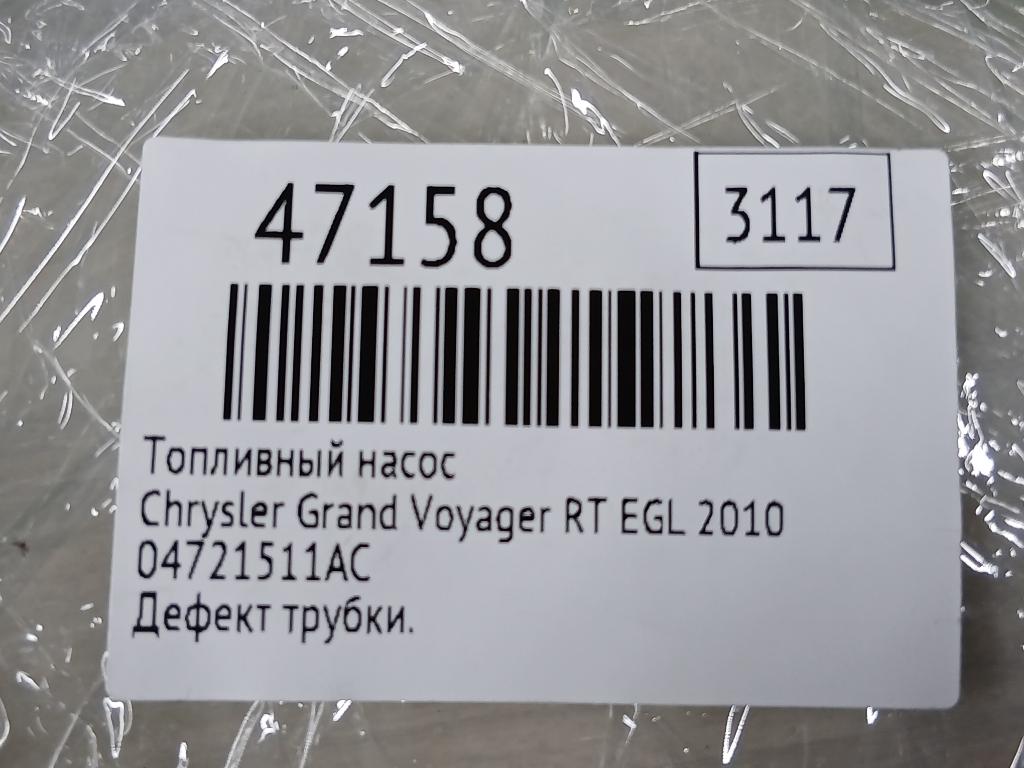 47158
3117
Топливный насос
Chrysler Grand Voyager RT EGL 2010
04721511AC
Дефект трубки.